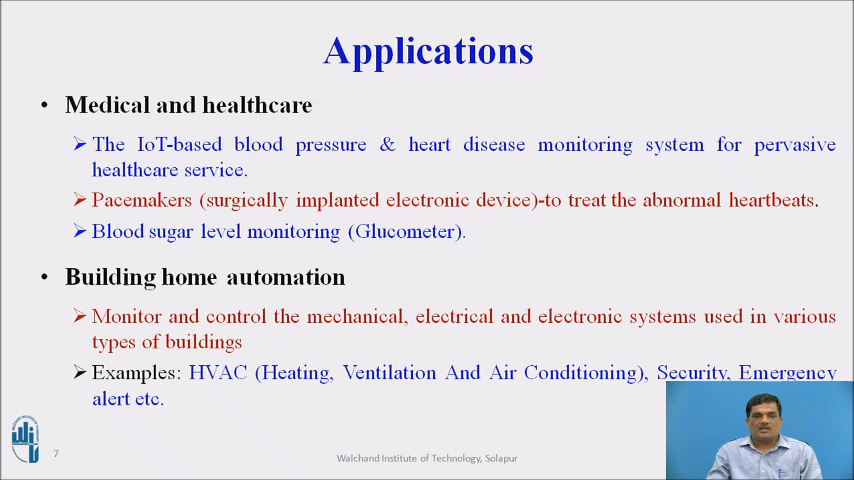 Applications
• Medical and healthcare
➢ The IoT-based blood pressure & heart disease monitoring system for pervasive
healthcare service.
➢ Pacemakers (surgically implanted electronic device)-to treat the abnormal heartbeats.
➢ Blood sugar level monitoring (Glucometer).
• Building home automation
➢ Monitor and control the mechanical, electrical and electronic systems used in various
types of buildings
➢ Examples: HVAC (Heating, Ventilation And Air Conditioning), Security, Emergency
alert etc.
7
Walchand Institute of Technology, Solapur